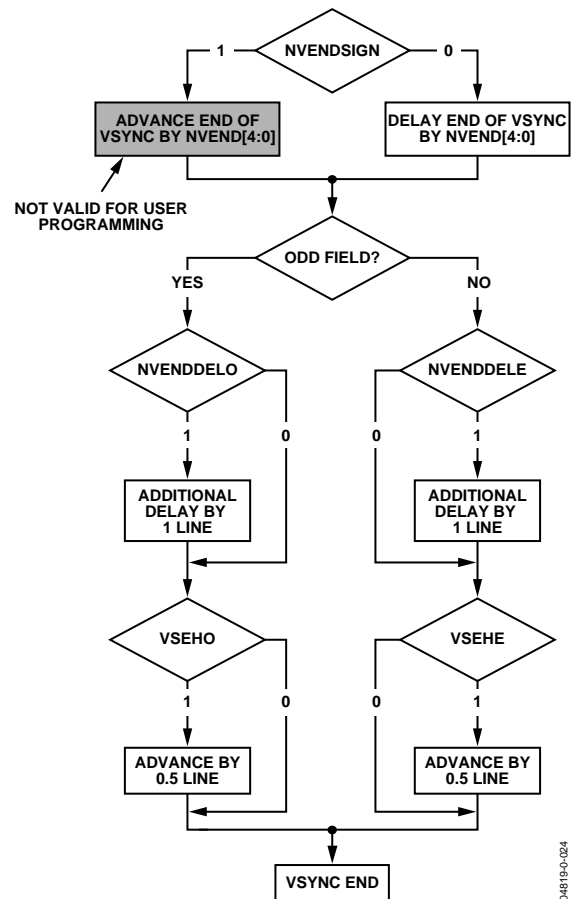 NVENDSIGN
1
0
ADVANCE END OF
VSYNC BY NVEND[4:0]
DELAY END OF VSYNC
BY NVEND[4:0]
NOT VALID FOR USER
PROGRAMMING
ODD FIELD?
YES
NO
NVENDDELO
NVENDDELE
1
0
0
1
ADDITIONAL
DELAY BY
1 LINE
ADDITIONAL
DELAY BY
1 LINE
VSEHO
VSEHE
1
0
0
1
ADVANCE BY
0.5 LINE
ADVANCE BY
0.5 LINE
VSYNC END
04819-0-024